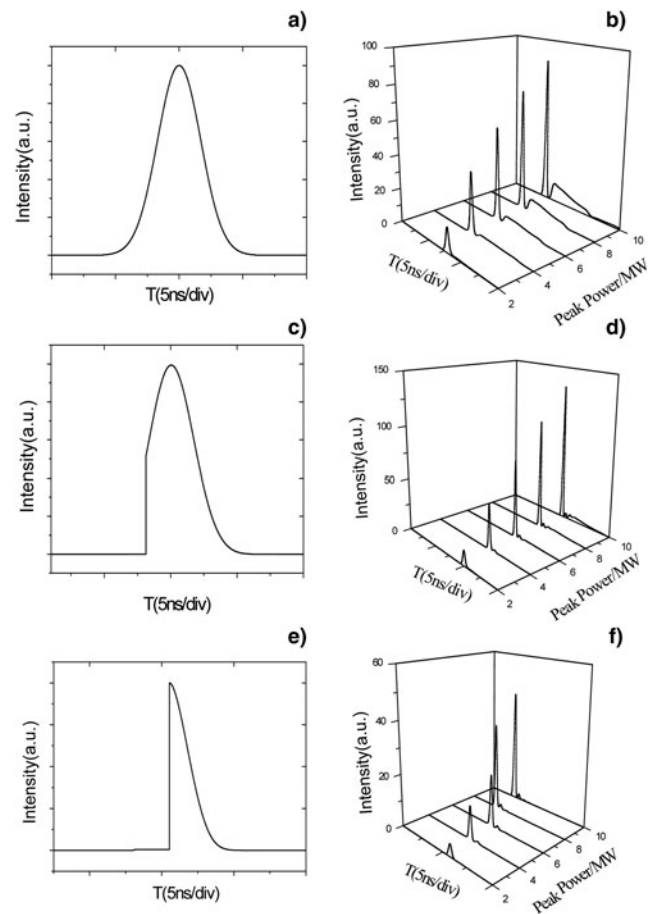 a)
Intensity(a.u.)
T(5ns/div)
b)
100
80
60
40
20
0
Intensity(a.u.)
T(5ns/div)
2
4
6
8
10
Peak Power/MW
c)
Intensity(a.u.)
T(5ns/div)
d)
150
100
50
0
Intensity(a.u.)
T(5ns/div)
2
4
6
8
10
Peak Power/MW
e)
Intensity(a.u.)
T(5ns/div)
f)
60
40
20
0
Intensity(a.u.)
T(5ns/div)
2
4
6
8
10
Peak Power/MW